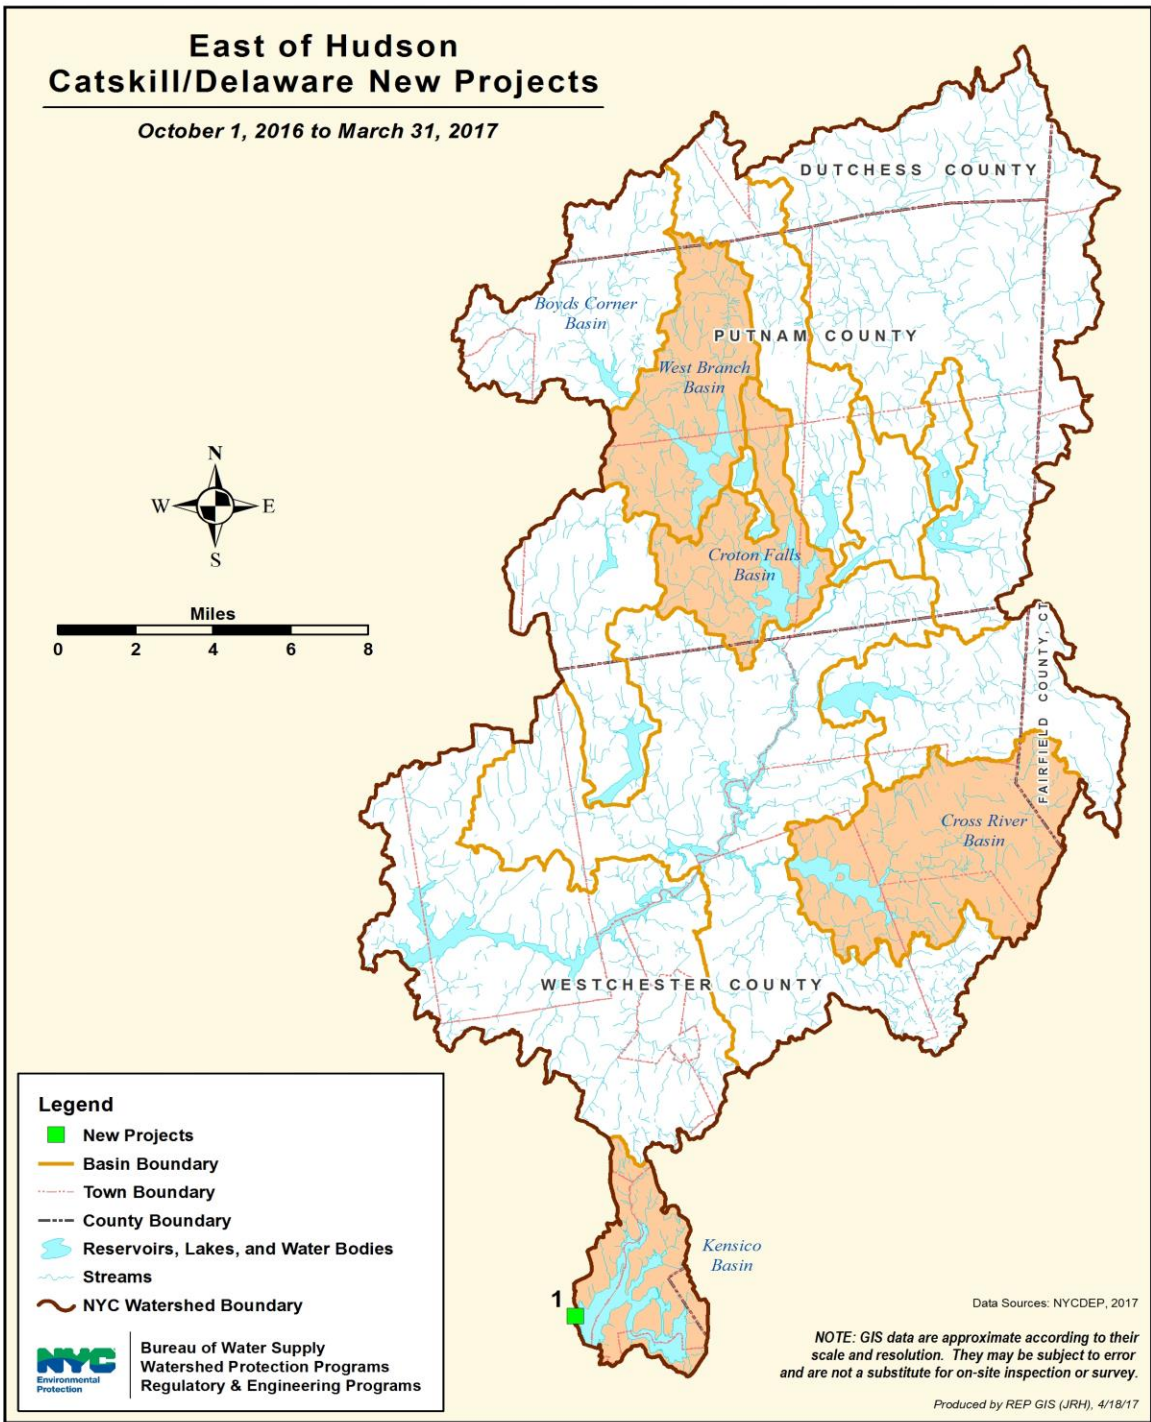 East of Hudson
Catskill/Delaware New Projects
October 1, 2016 to March 31, 2017
DUTCHESS COUNTY
Boyds Corner
Basin
PUTNAM COUNTY
West Branch
Basin
N
W
E
S
Croton Falls
Basin
Miles
0 2 4 6 8
FAIRFIELD COUNTY, CT
Cross River
Basin
WESTCHESTER COUNTY
Legend
New Projects
Basin Boundary
Town Boundary
County Boundary
Reservoirs, Lakes, and Water Bodies
Streams
NYC Watershed Boundary
Kensico
Basin
1
NYC
Environmental
Protection
Bureau of Water Supply
Watershed Protection Programs
Regulatory & Engineering Programs
Data Sources: NYCDEP, 2017
NOTE: GIS data are approximate according to their
scale and resolution. They may be subject to error
and are not a substitute for on-site inspection or survey.
Produced by REP GIS (JRH), 4/18/17